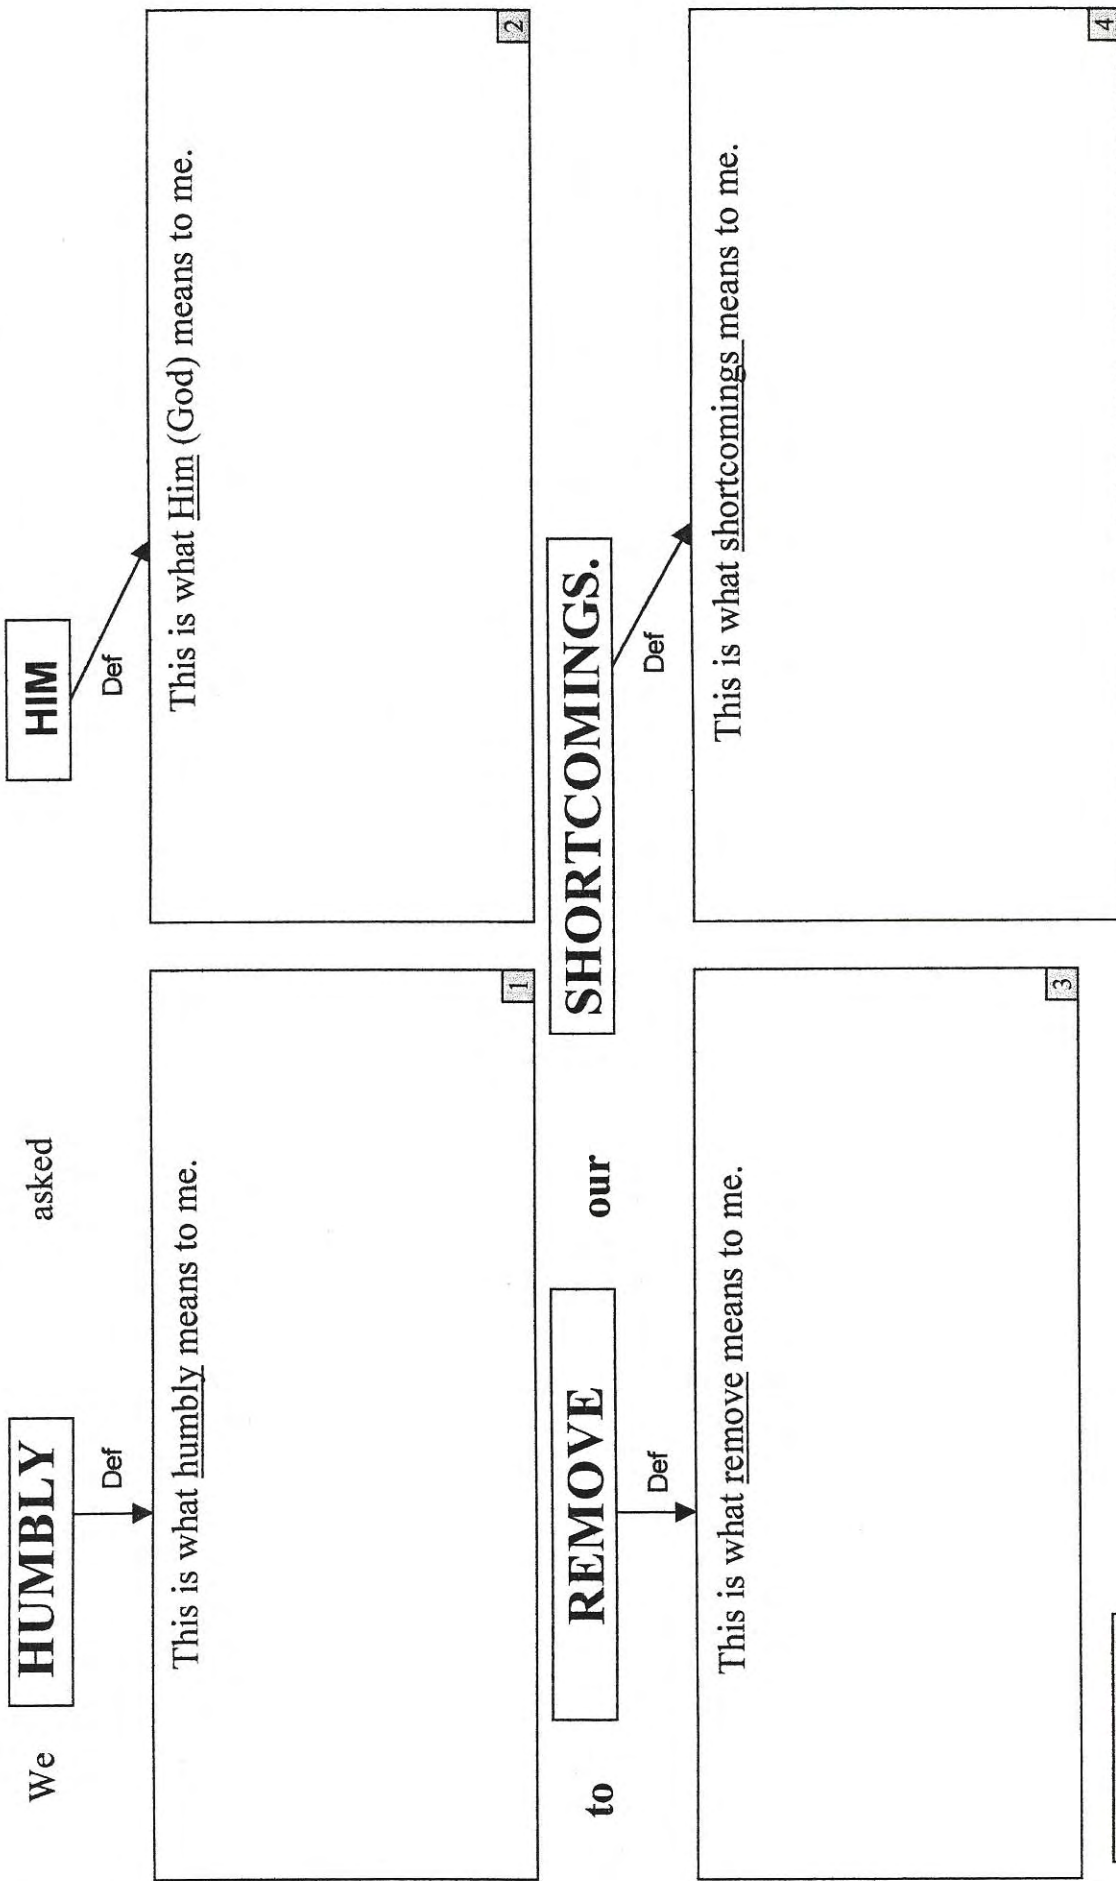 We HUMBLY asked HIM
Def Def
This is what humbly means to me. This is what Him (God) means to me.
1 2
to REMOVE our SHORTCOMINGS.
Def Def
This is what remove means to me. This is what shortcomings means to me.
3 4